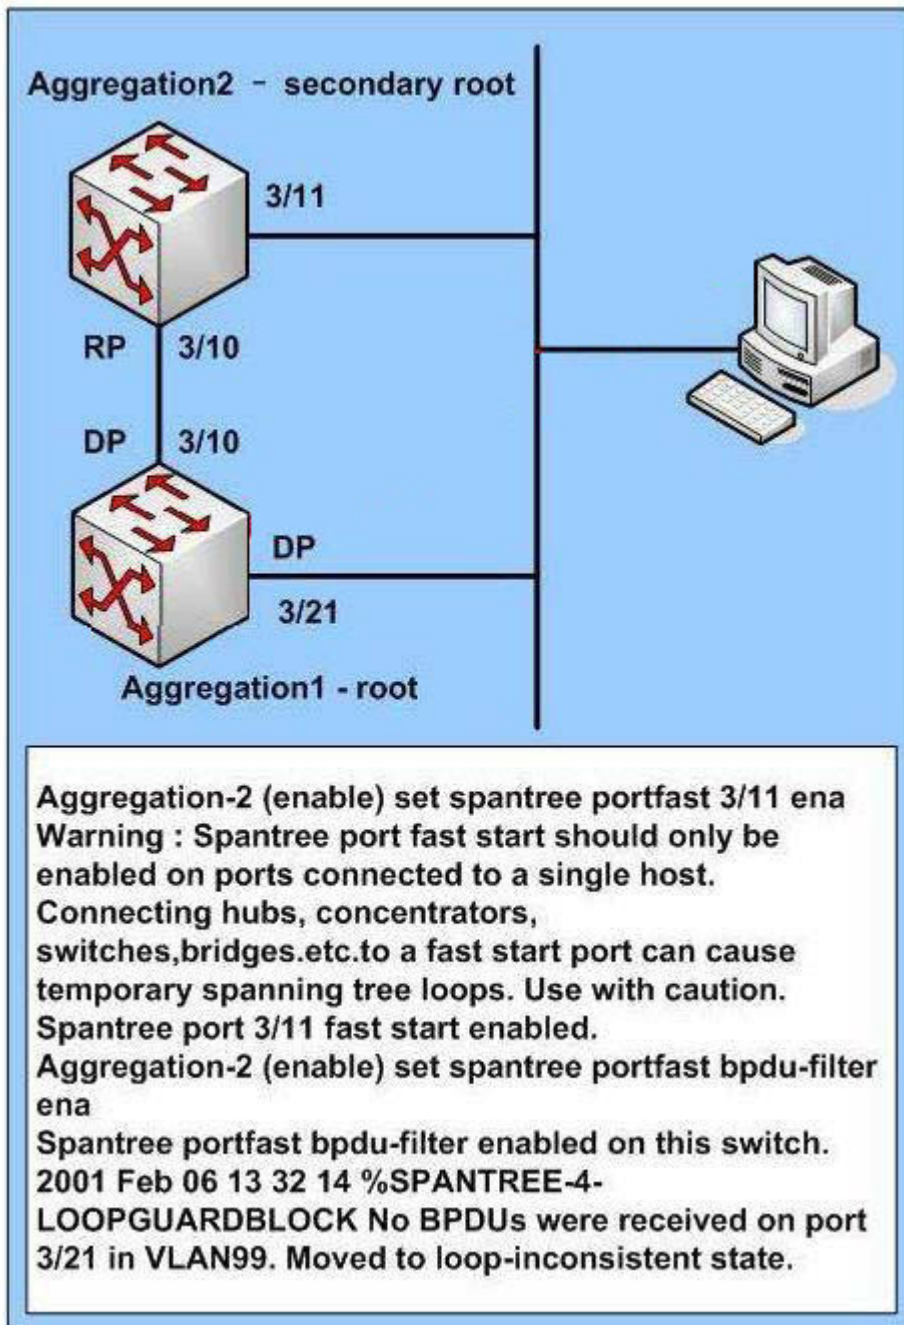 Aggregation2 - secondary root
3/11
RP 3/10
DP 3/10
DP
3/21
Aggregation1 - root
Aggregation-2 (enable) set spantree portfast 3/11 ena
Warning : Spantree port fast start should only be
enabled on ports connected to a single host.
Connecting hubs, concentrators,
switches,bridges.etc.to a fast start port can cause
temporary spanning tree loops. Use with caution.
Spantree port 3/11 fast start enabled.
Aggregation-2 (enable) set spantree portfast bpdu-filter
ena
Spantree portfast bpdu-filter enabled on this switch.
2001 Feb 06 13 32 14 %SPANTREE-4-
LOOPGUARDBLOCK No BPDUs were received on port
3/21 in VLAN99. Moved to loop-inconsistent state.